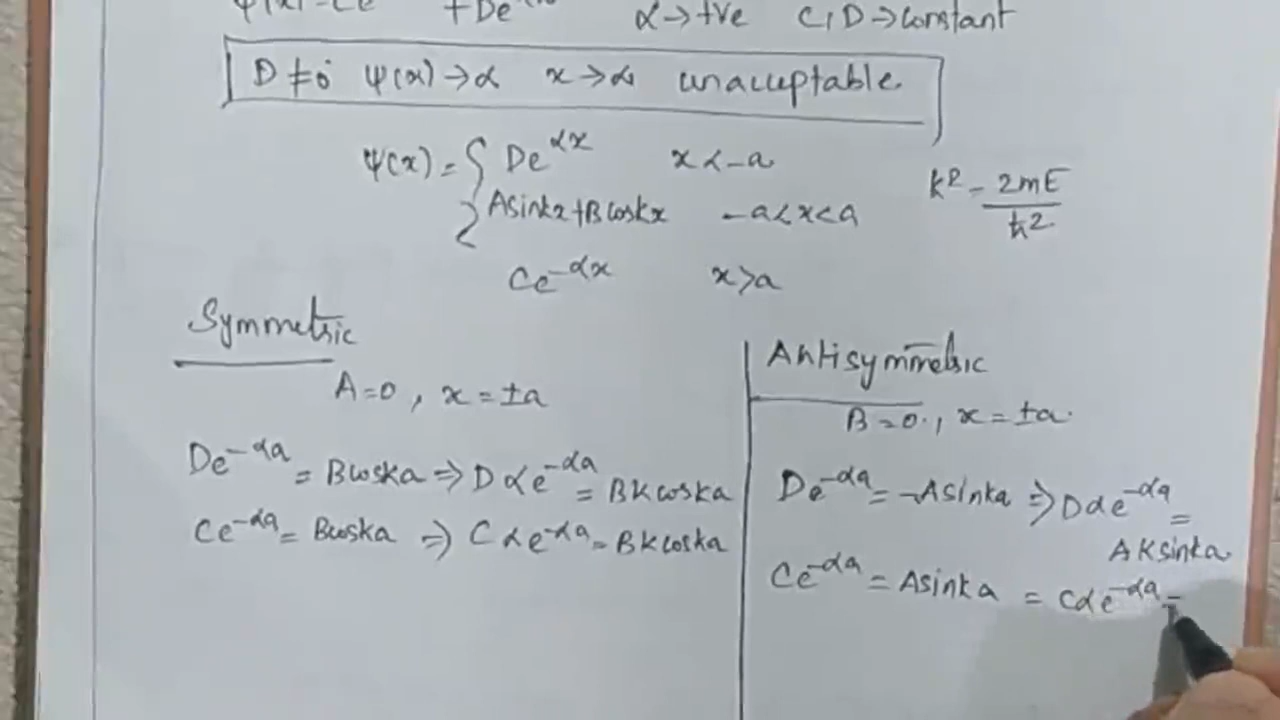 ψ(x) = Ce + De α→+ve C, D→constant
D≠0 ψ(α)→α x→α unacceptable
ψ(x) = { De^αx x<-a
Asinkx+Bcoskx -a<x<a k² = 2mE/ħ²
Ce^-αx x>a
Symmetric
A=0, x=±a
De^-αa = Bcoska ⇒ Dαe^-αa = BKcoska
Ce^-αa = Bcoska ⇒ Cαe^-αa = BKcoska
Antisymmetric
B=0., x=±a.
De^-αa = -Asinka ⇒ Dαe^-αa =
AKsinka
Ce^-αa = Asinka = Cαe^-αa =